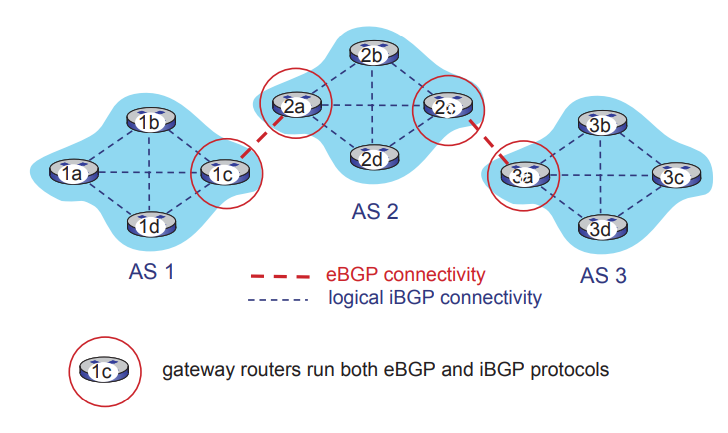 2b
2a
2c
2d
AS 2
1b
1a
1c
1d
AS 1
3b
3a
3c
3d
AS 3
eBGP connectivity
logical iBGP connectivity
1c
gateway routers run both eBGP and iBGP protocols